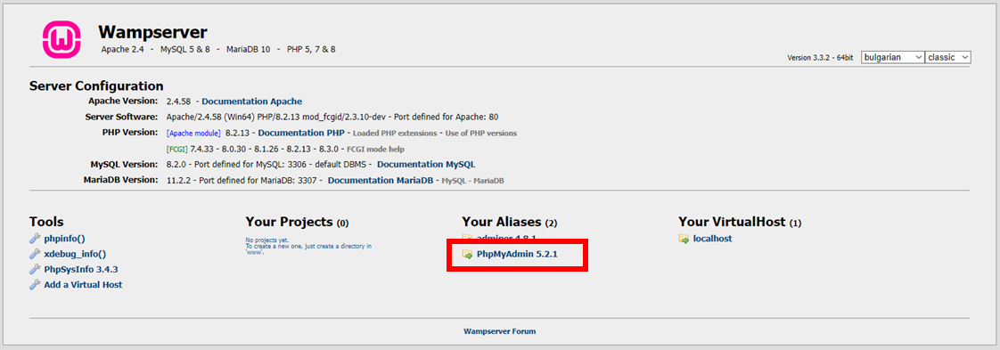 Wampserver
Apache 2.4 - MySQL 5 & 8 - MariaDB 10 - PHP 5, 7 & 8
Version 3.3.2 - 64bit bulgarian classic
Server Configuration
Apache Version: 2.4.58 - Documentation Apache
Server Software: Apache/2.4.58 (Win64) PHP/8.2.13 mod_fcgid/2.3.10-dev - Port defined for Apache: 80
PHP Version: [Apache module] 8.2.13 - Documentation PHP - Loaded PHP extensions - Use of PHP versions
[FCGI] 7.4.33 - 8.0.30 - 8.1.26 - 8.2.13 - 8.3.0 - FCGI mode help
MySQL Version: 8.2.0 - Port defined for MySQL: 3306 - default DBMS - Documentation MySQL
MariaDB Version: 11.2.2 - Port defined for MariaDB: 3307 - Documentation MariaDB - MySQL - MariaDB
Tools
phpinfo()
xdebug_info()
PhpSysInfo 3.4.3
Add a Virtual Host
Your Projects (0)
No projects yet.
To create a new one, just create a directory in
'www'.
Your Aliases (2)
adminer 4.8.1
PhpMyAdmin 5.2.1
Your VirtualHost (1)
localhost
Wampserver Forum